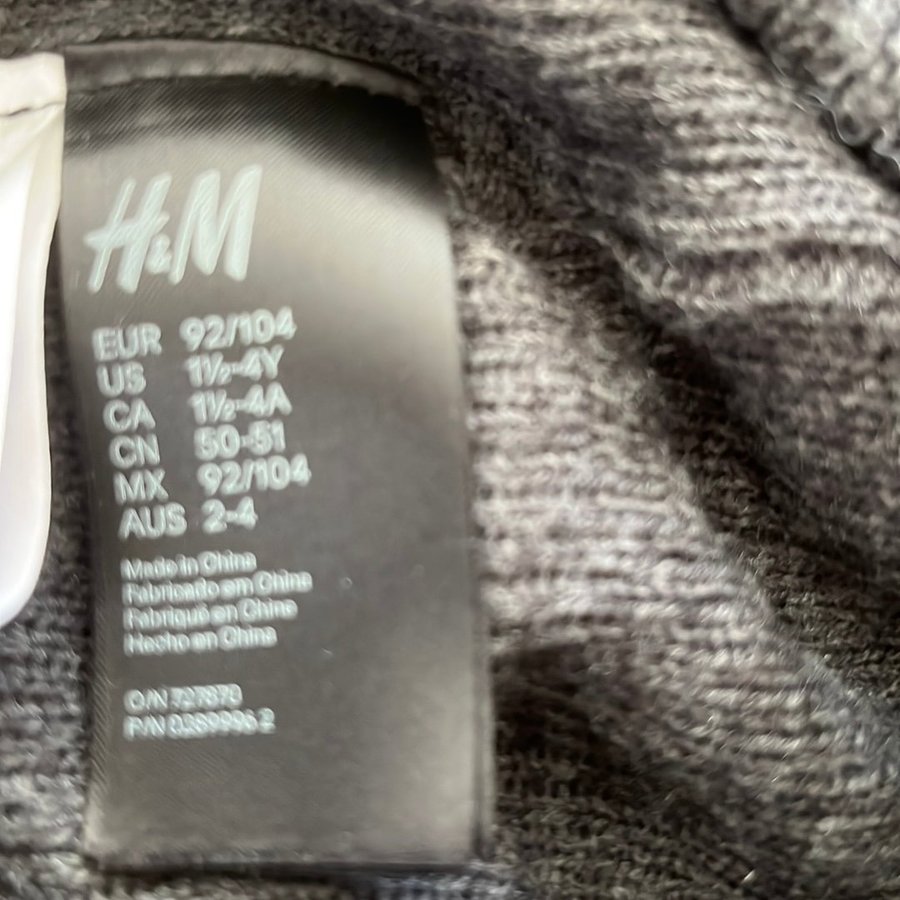 H&M
EUR 92/104
US 1½-4Y
CA 1½-4A
CN 50-51
MX 92/104
AUS 2-4
Made in China
Fabricado em China
Fabriqué en China
Hecho en China
O/N
P/N